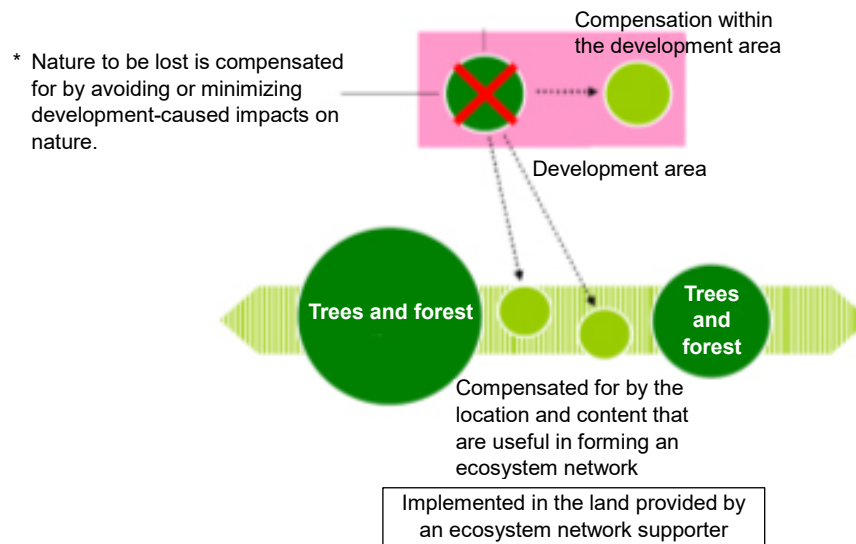 Compensation within
the development area
* Nature to be lost is compensated
for by avoiding or minimizing
development-caused impacts on
nature.
Development area
Trees and forest
Trees
and
forest
Compensated for by the
location and content that
are useful in forming an
ecosystem network
Implemented in the land provided by
an ecosystem network supporter